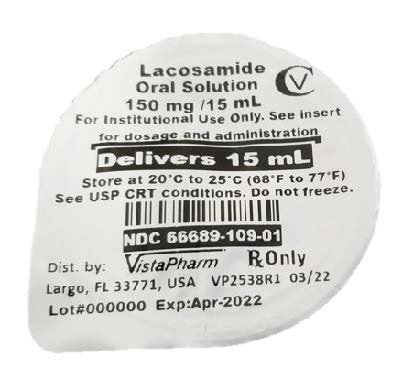 Lacosamide
Oral Solution
CV
150 mg /15 mL
For Institutional Use Only. See insert
for dosage and administration
Delivers 15 mL
Store at 20°C to 25°C (68°F to 77°F)
See USP CRT conditions. Do not freeze.
NDC 66689-109-01
Dist. by: VistaPharm® ℞Only
Largo, FL 33771, USA VP2538R1 03/22
Lot#000000 Exp:Apr-2022